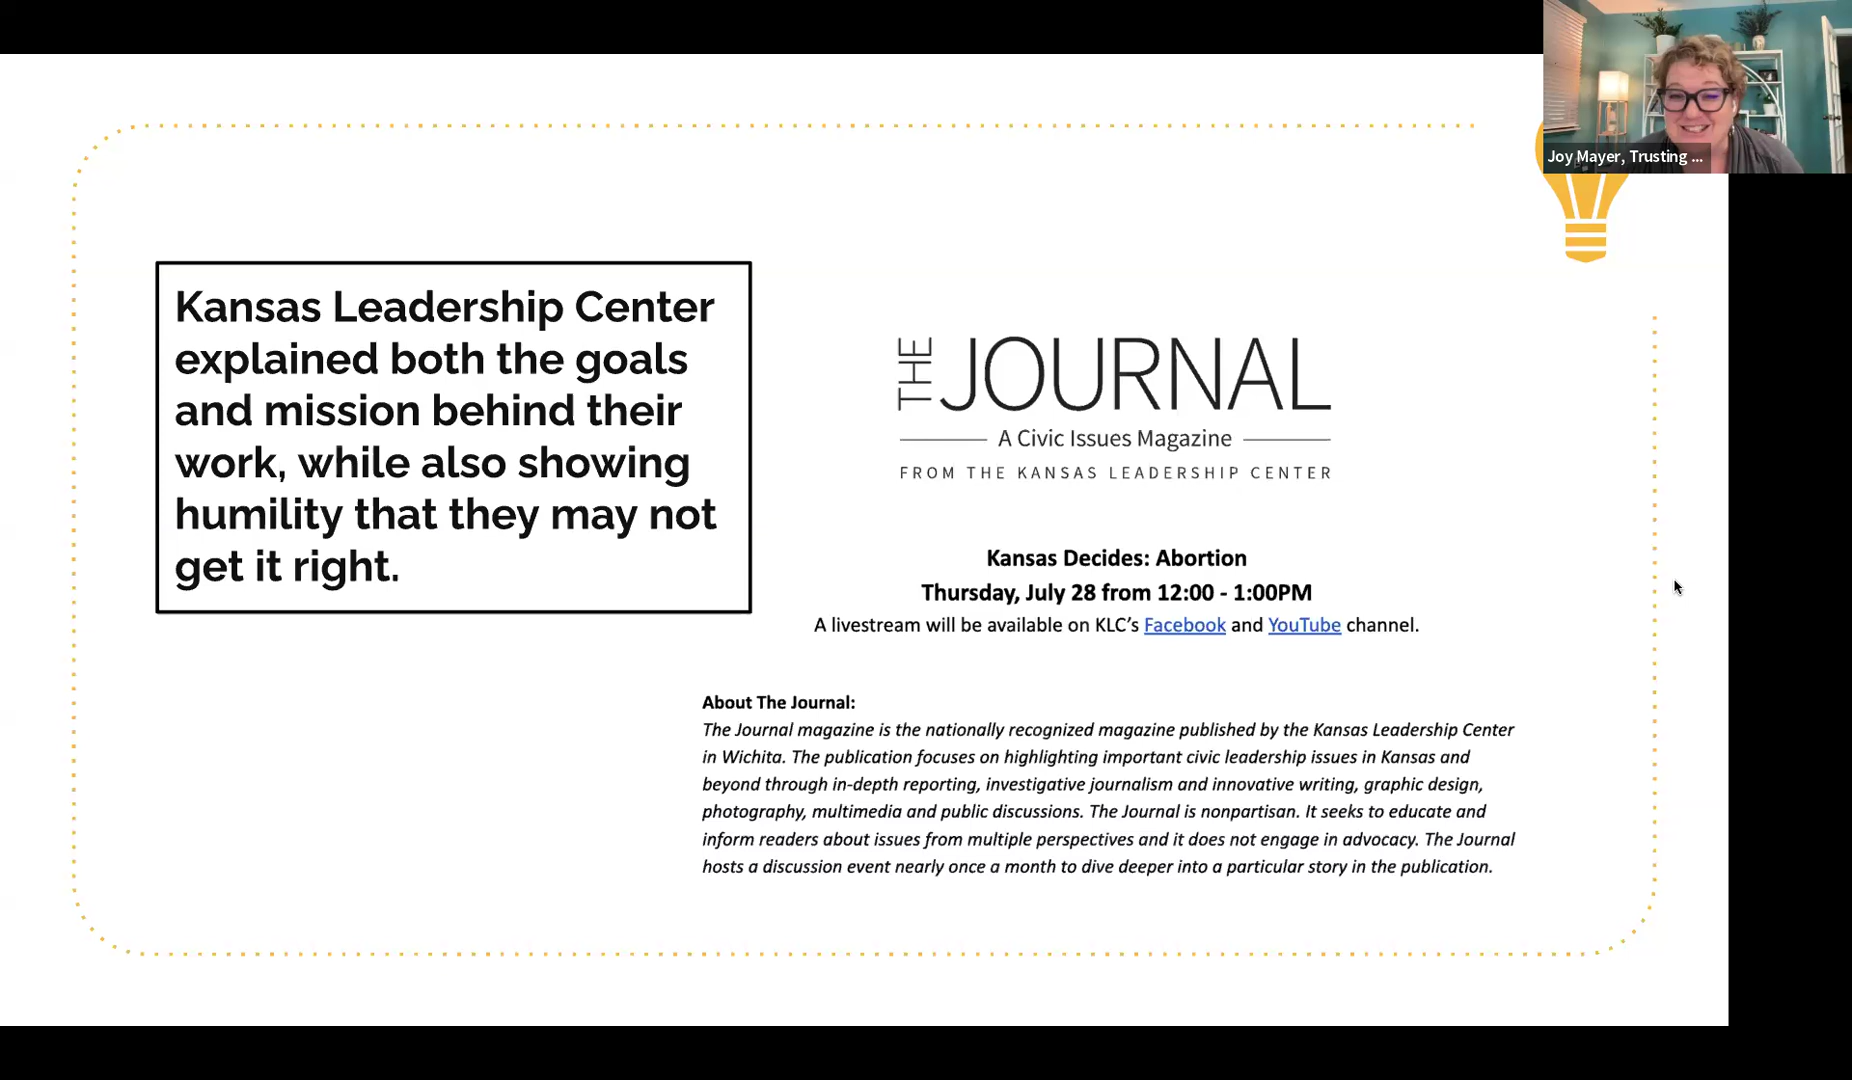 Joy Mayer, Trusting ...
Kansas Leadership Center
explained both the goals
and mission behind their
work, while also showing
humility that they may not
get it right.
THE JOURNAL
A Civic Issues Magazine
FROM THE KANSAS LEADERSHIP CENTER
Kansas Decides: Abortion
Thursday, July 28 from 12:00 - 1:00PM
A livestream will be available on KLC’s Facebook and YouTube channel.
About The Journal:
The Journal magazine is the nationally recognized magazine published by the Kansas Leadership Center
in Wichita. The publication focuses on highlighting important civic leadership issues in Kansas and
beyond through in-depth reporting, investigative journalism and innovative writing, graphic design,
photography, multimedia and public discussions. The Journal is nonpartisan. It seeks to educate and
inform readers about issues from multiple perspectives and it does not engage in advocacy. The Journal
hosts a discussion event nearly once a month to dive deeper into a particular story in the publication.